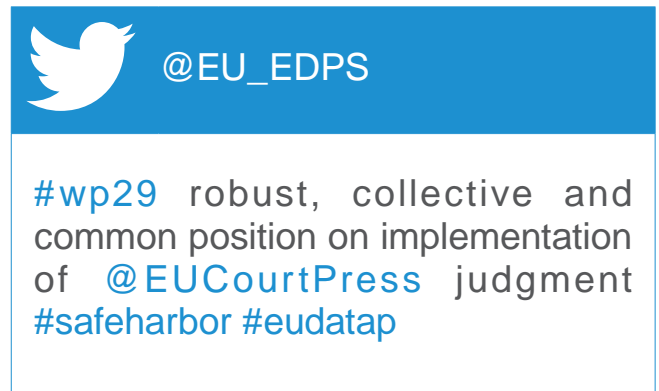 @EU_EDPS
#wp29 robust, collective and
common position on implementation
of @EUCourtPress judgment
#safeharbor #eudatap